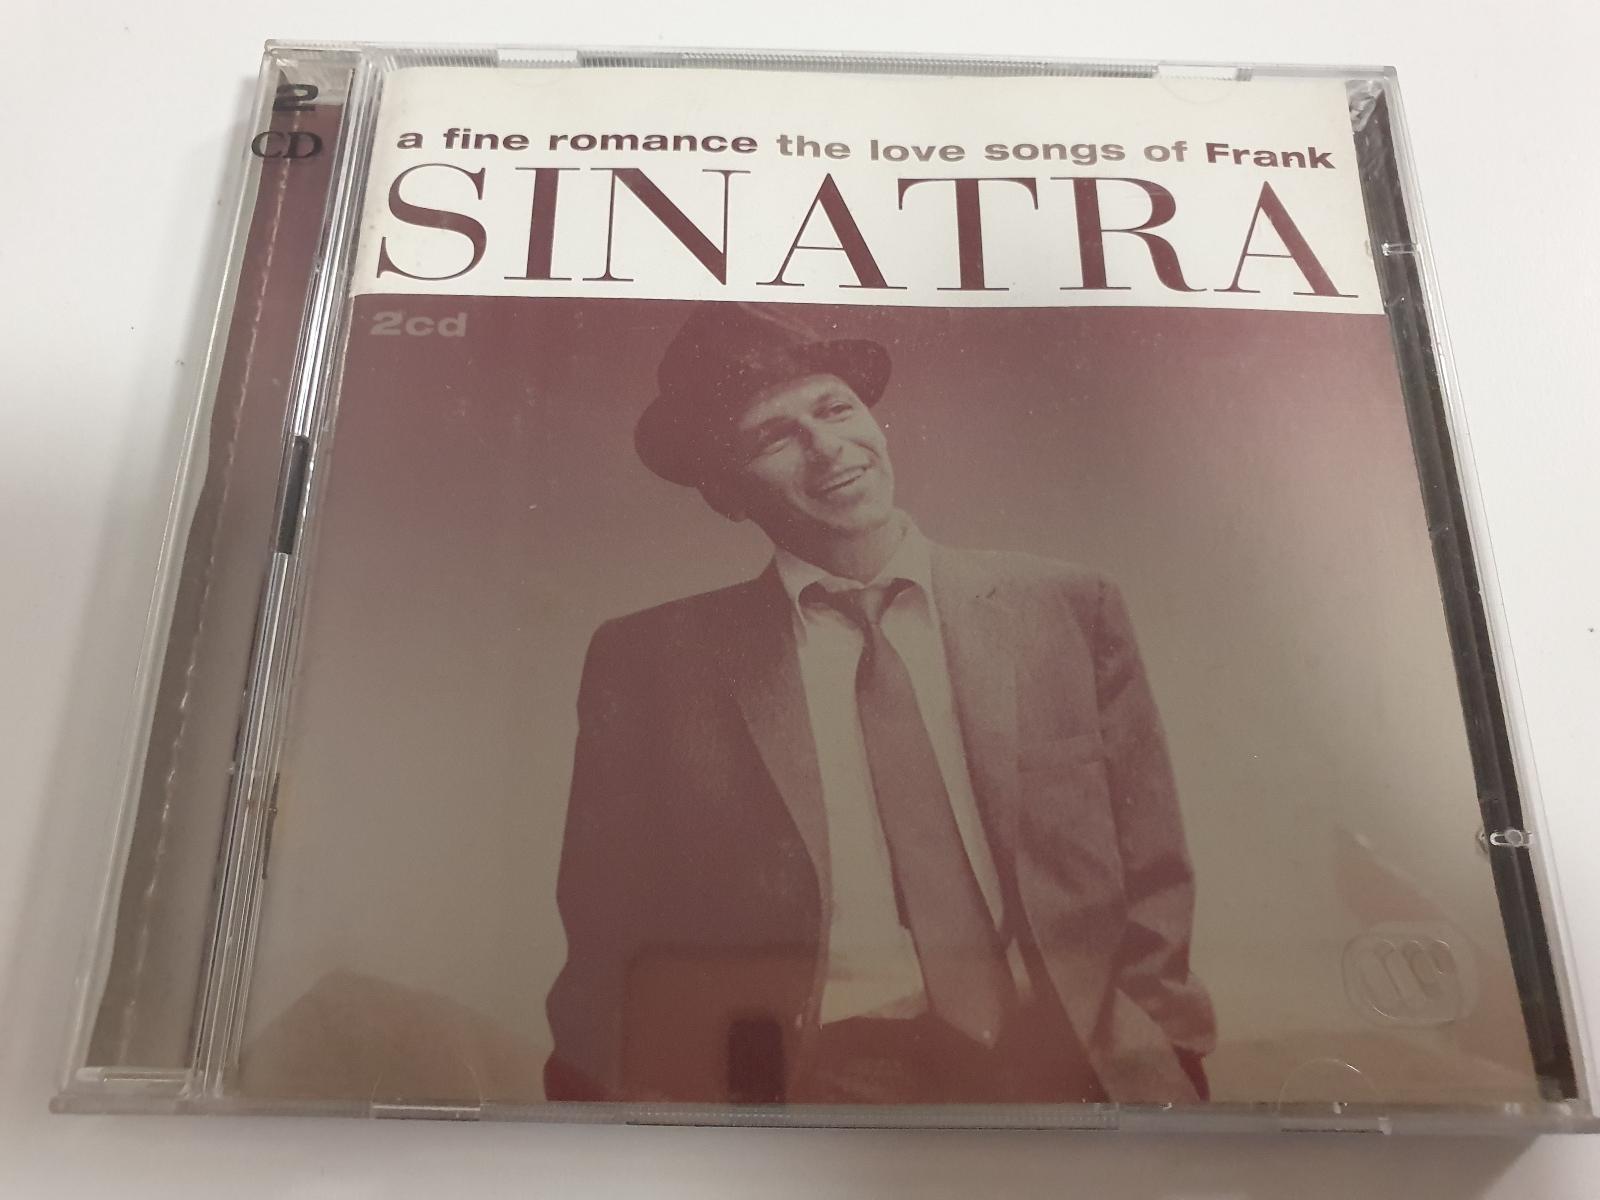 2
CD
a fine romance the love songs of Frank
SINATRA
2cd